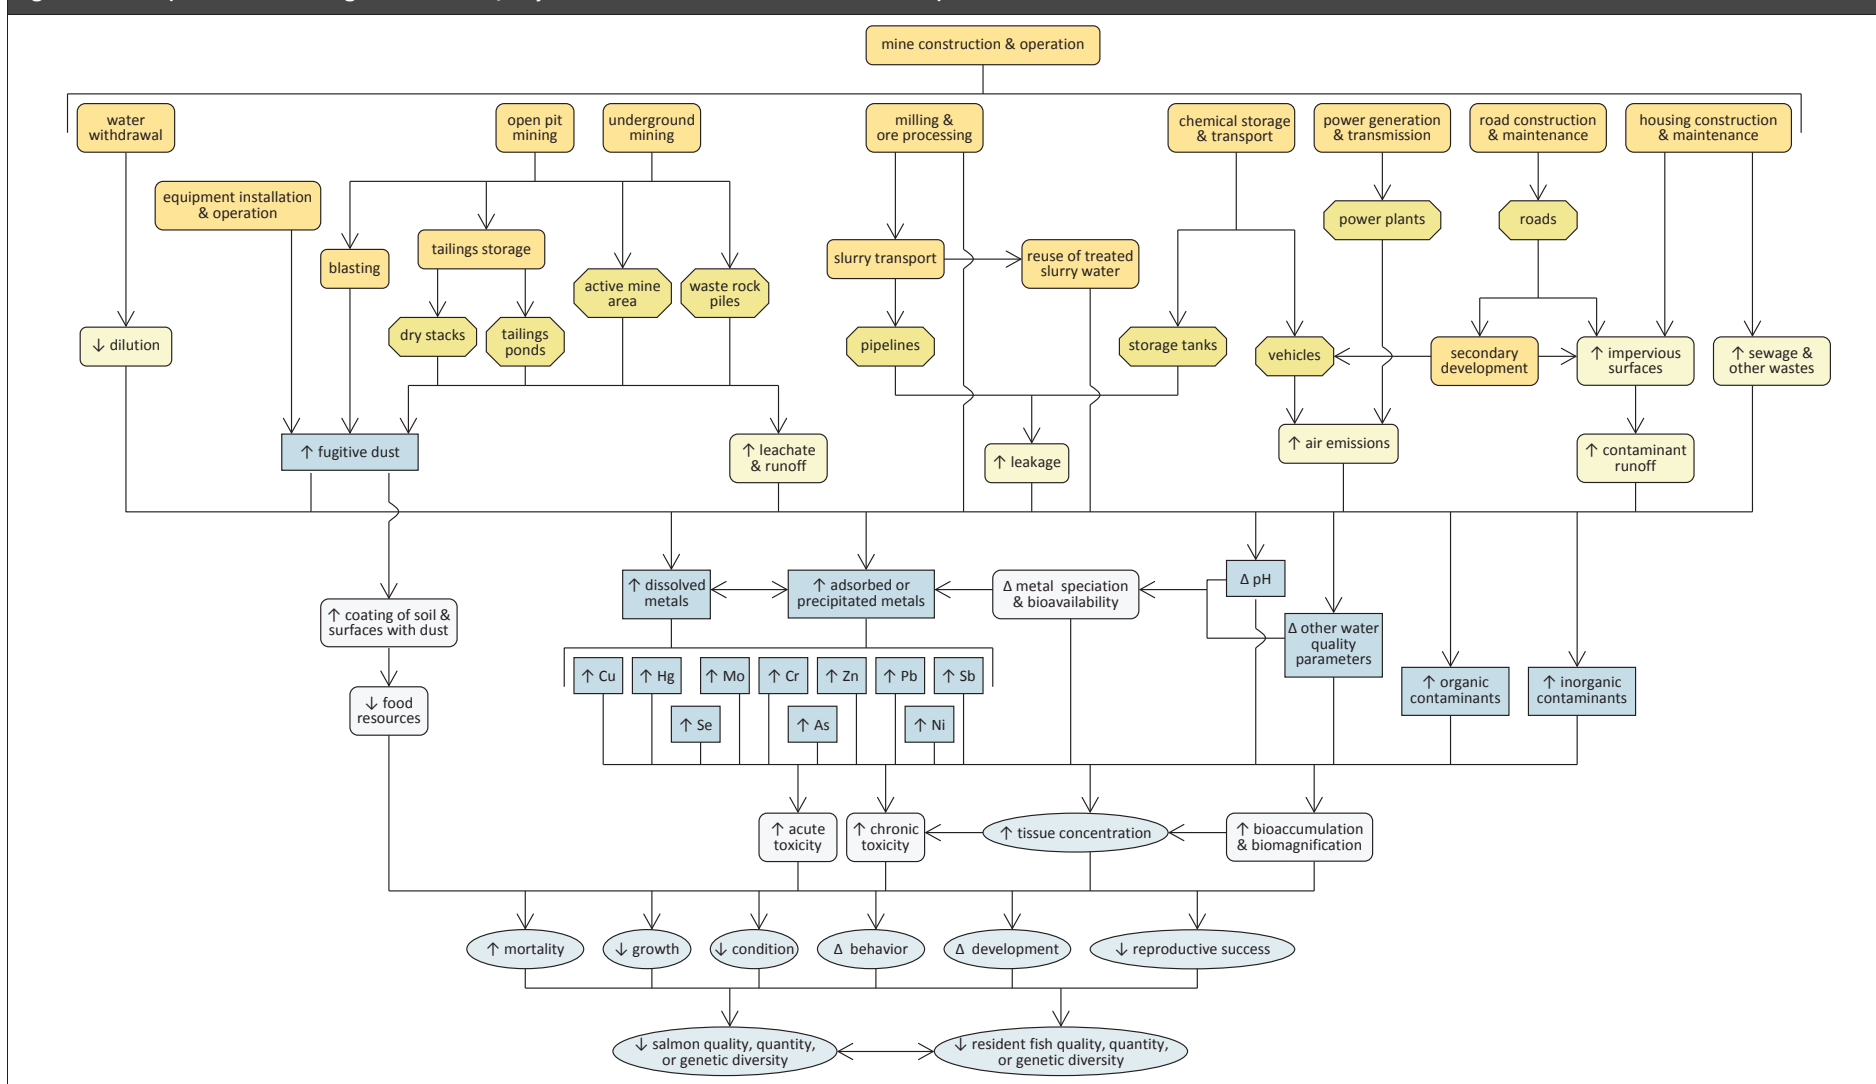 mine construction & operation
water
withdrawal
open pit
mining
underground
mining
milling &
ore processing
chemical storage
& transport
power generation
& transmission
road construction
& maintenance
housing construction
& maintenance
equipment installation
& operation
power plants
roads
blasting
tailings storage
slurry transport
reuse of treated
slurry water
active mine
area
waste rock
piles
dry stacks
tailings
ponds
↓ dilution
pipelines
storage tanks
vehicles
secondary
development
↑ impervious
surfaces
↑ sewage &
other wastes
↑ fugitive dust
↑ leachate
& runoff
↑ leakage
↑ air emissions
↑ contaminant
runoff
↑ dissolved
metals
↑ adsorbed or
precipitated metals
Δ metal speciation
& bioavailability
Δ pH
↑ coating of soil &
surfaces with dust
Δ other water
quality
parameters
↑ Cu
↑ Hg
↑ Mo
↑ Cr
↑ Zn
↑ Pb
↑ Sb
↑ organic
contaminants
↑ inorganic
contaminants
↓ food
resources
↑ Se
↑ As
↑ Ni
↑ acute
toxicity
↑ chronic
toxicity
↑ tissue concentration
↑ bioaccumulation
& biomagnification
↑ mortality
↓ growth
↓ condition
Δ behavior
Δ development
↓ reproductive success
↓ salmon quality, quantity,
or genetic diversity
↓ resident fish quality, quantity,
or genetic diversity